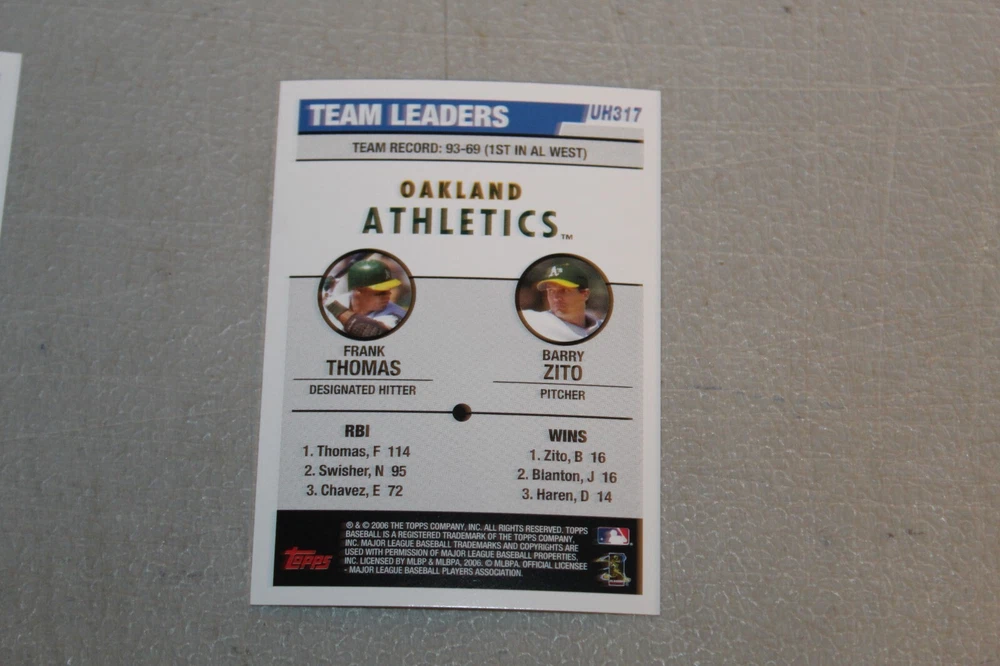 TEAM LEADERS
UH317
TEAM RECORD: 93-69 (1ST IN AL WEST)
OAKLAND
ATHLETICS™
A's
FRANK
THOMAS
DESIGNATED HITTER
BARRY
ZITO
PITCHER
RBI
1. Thomas, F 114
2. Swisher, N 95
3. Chavez, E 72
WINS
1. Zito, B 16
2. Blanton, J 16
3. Haren, D 14
Topps
® & © 2006 THE TOPPS COMPANY, INC. ALL RIGHTS RESERVED. TOPPS
BASEBALL IS A REGISTERED TRADEMARK OF THE TOPPS COMPANY,
INC. MAJOR LEAGUE BASEBALL TRADEMARKS AND COPYRIGHTS ARE
USED WITH PERMISSION OF MAJOR LEAGUE BASEBALL PROPERTIES,
INC. LICENSED BY MLBP & MLBPA, 2006. © MLBPA. OFFICIAL LICENSEE
- MAJOR LEAGUE BASEBALL PLAYERS ASSOCIATION.